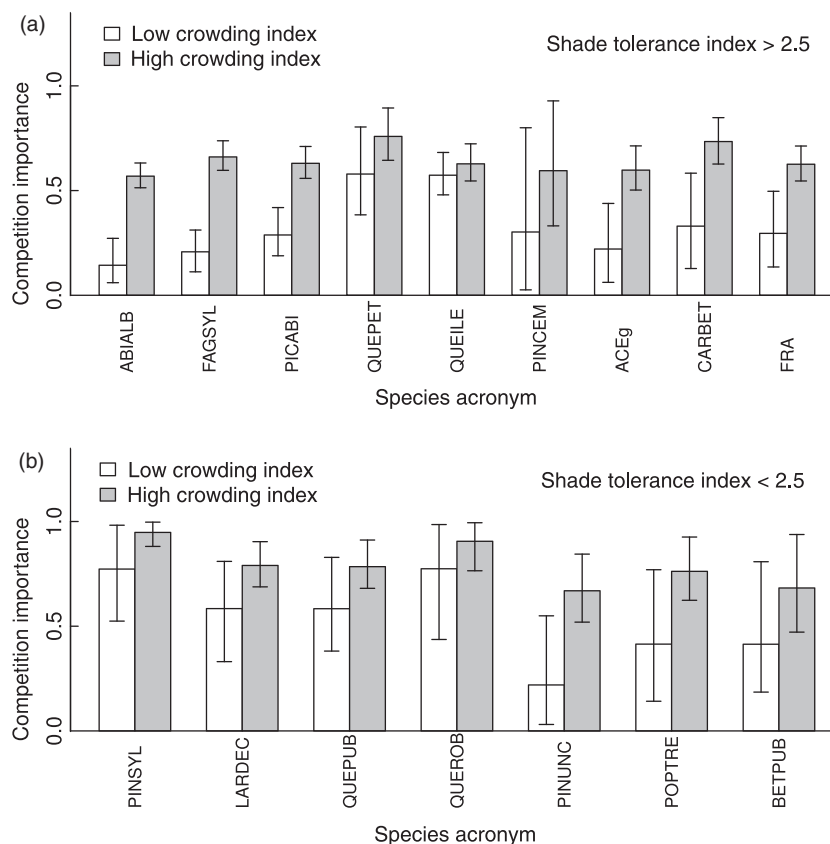 (a)
Low crowding index
High crowding index
Shade tolerance index > 2.5
Competition importance
1.0
0.5
0.0
ABIALB
FAGSYL
PICABI
QUEPET
QUEILE
PINCEM
ACEg
CARBET
FRA
Species acronym
(b)
Low crowding index
High crowding index
Shade tolerance index < 2.5
Competition importance
1.0
0.5
0.0
PINSYL
LARDEC
QUEPUB
QUEROB
PINUNC
POPTRE
BETPUB
Species acronym